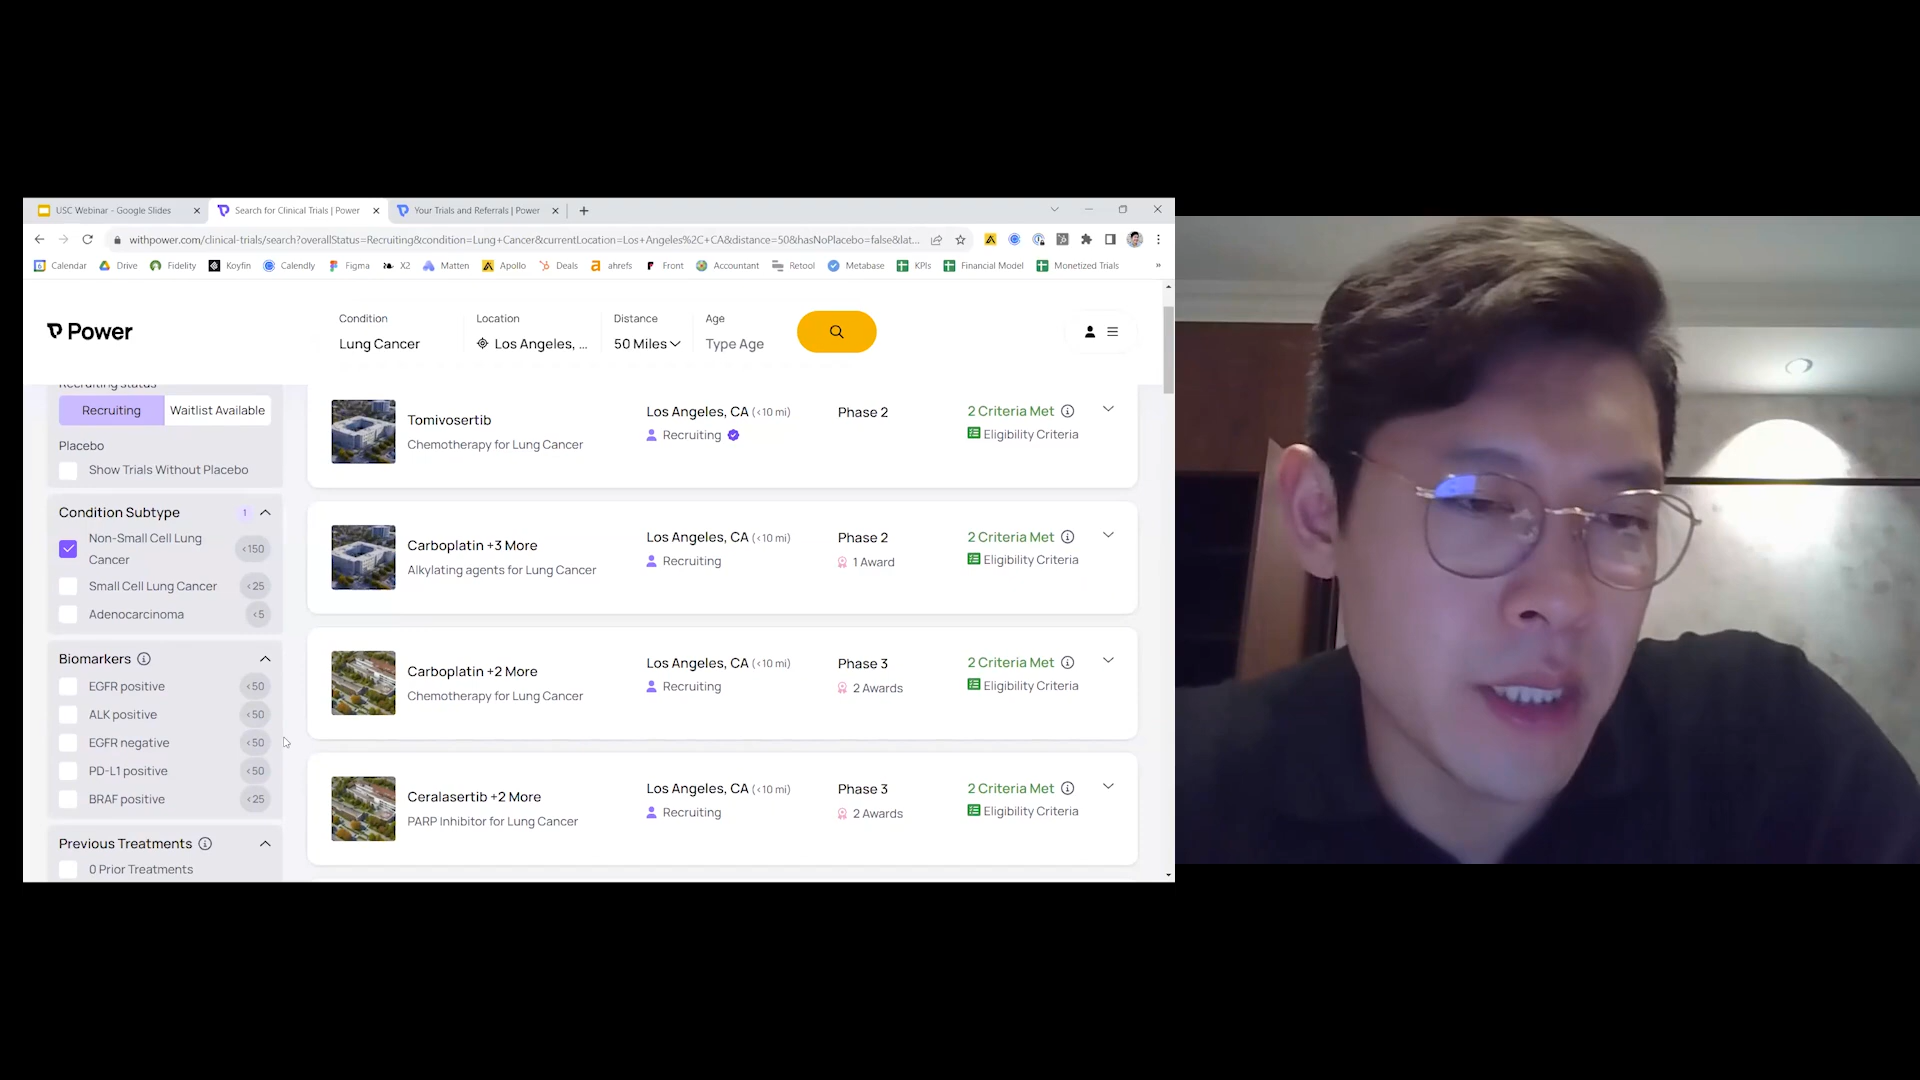 USC Webinar - Google Slides
Search for Clinical Trials | Power
Your Trials and Referrals | Power
withpower.com/clinical-trials/search?overallStatus=Recruiting&condition=Lung+Cancer&currentLocation=Los+Angeles%2C+CA&distance=50&hasNoPlacebo=false&lat...
Calendar Drive Fidelity Koyfin Calendly Figma X2 Matten Apollo Deals ahrefs Front Accountant Retool Metabase KPIs Financial Model Monetized Trials »
Power
Condition
Lung Cancer
Location
Los Angeles, ...
Distance
50 Miles
Age
Type Age
Recruiting status
Recruiting
Waitlist Available
Placebo
Show Trials Without Placebo
Condition Subtype 1
Non-Small Cell Lung
Cancer
<150
Small Cell Lung Cancer <25
Adenocarcinoma <5
Biomarkers
EGFR positive <50
ALK positive <50
EGFR negative <50
PD-L1 positive <50
BRAF positive <25
Previous Treatments
0 Prior Treatments
Tomivosertib
Chemotherapy for Lung Cancer
Los Angeles, CA (<10 mi)
Recruiting
Phase 2
2 Criteria Met
Eligibility Criteria
Carboplatin +3 More
Alkylating agents for Lung Cancer
Los Angeles, CA (<10 mi)
Recruiting
Phase 2
1 Award
2 Criteria Met
Eligibility Criteria
Carboplatin +2 More
Chemotherapy for Lung Cancer
Los Angeles, CA (<10 mi)
Recruiting
Phase 3
2 Awards
2 Criteria Met
Eligibility Criteria
Ceralasertib +2 More
PARP Inhibitor for Lung Cancer
Los Angeles, CA (<10 mi)
Recruiting
Phase 3
2 Awards
2 Criteria Met
Eligibility Criteria